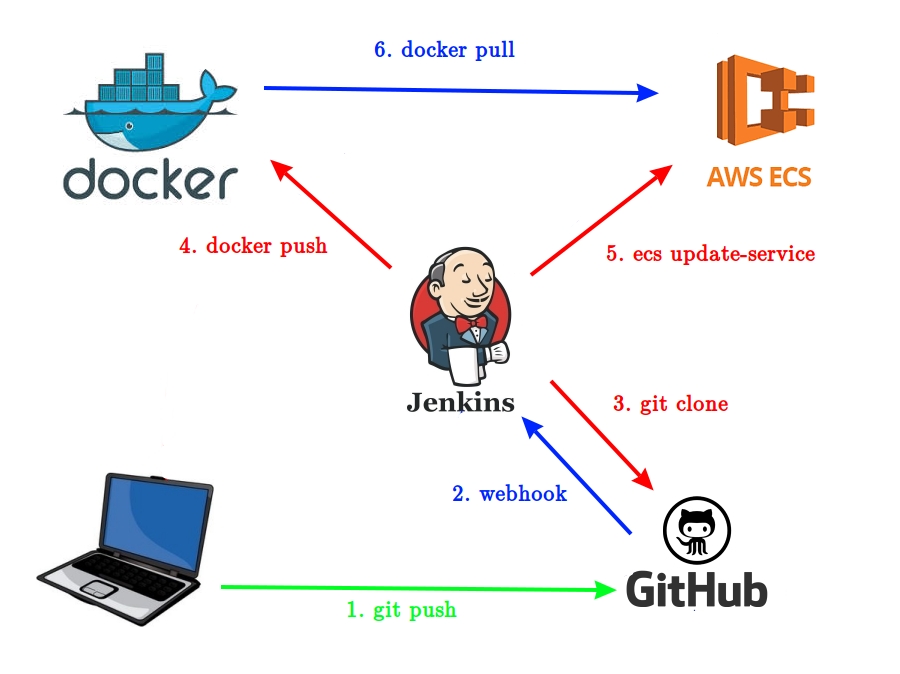 6. docker pull
docker
AWS ECS
4. docker push
5. ecs update-service
Jenkins
3. git clone
2. webhook
GitHub
1. git push